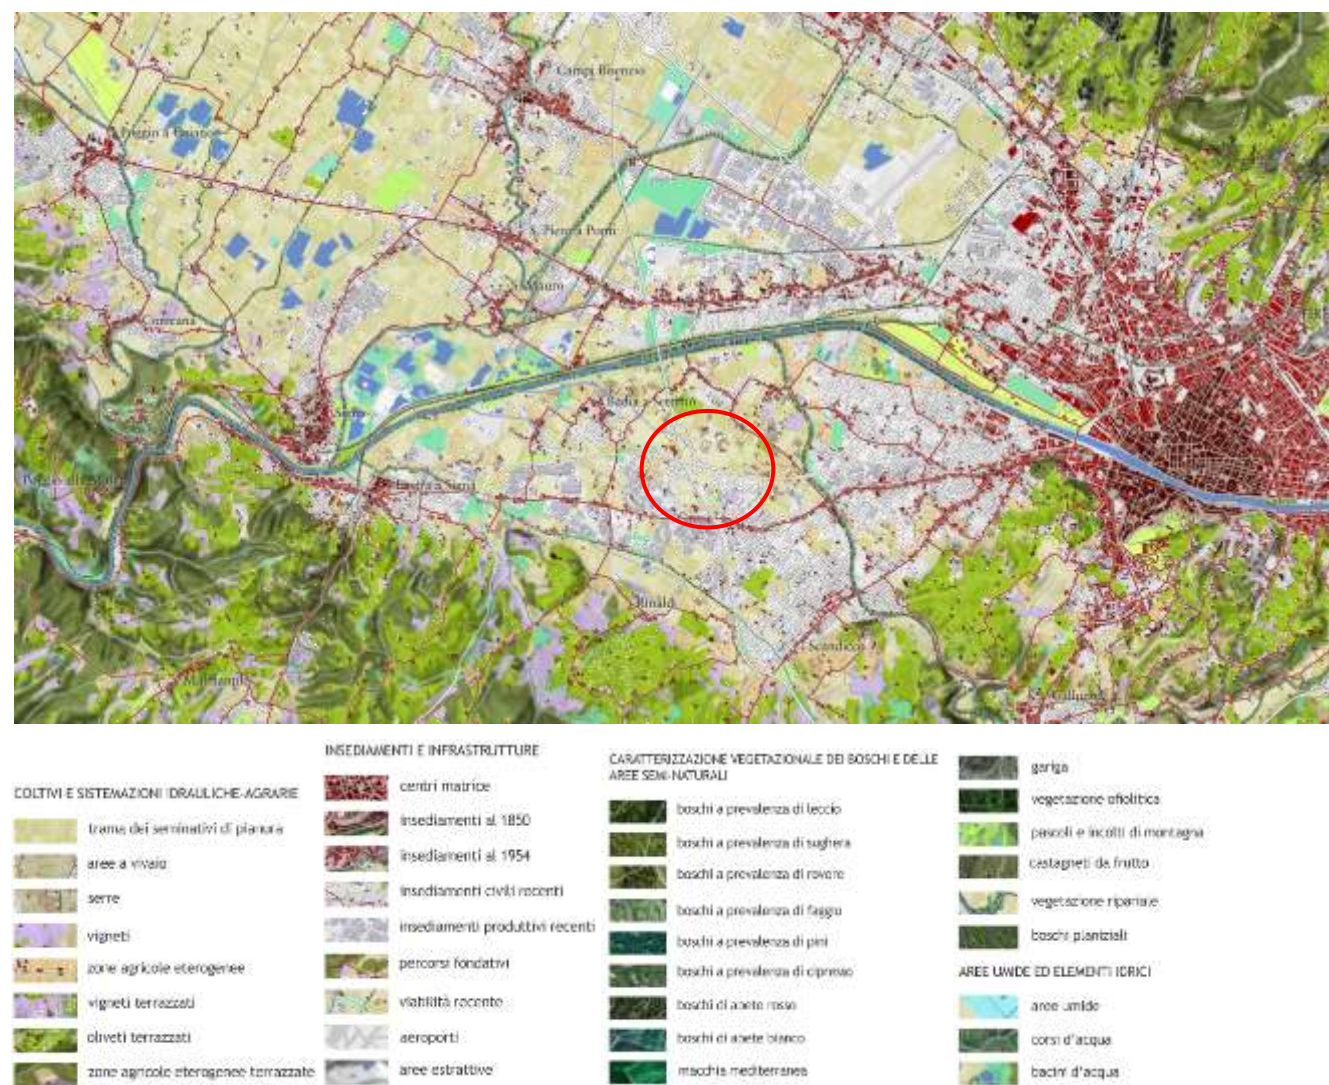 Campi Bisenzio
Poggio a Caiano
S. Piero a Ponti
S. Mauro
Comeana
Badia a Settimo
Signa
Lastra a Signa
Rinaldi
Scandicci
Malmantile
Galluzzo
COLTIVI E SISTEMAZIONI IDRAULICHE-AGRARIE
trama dei seminativi di pianura
aree a vivaio
serre
vigneti
zone agricole eterogenee
vigneti terrazzati
oliveti terrazzati
zone agricole eterogenee terrazzate
INSEDIAMENTI E INFRASTRUTTURE
centri matrice
insediamenti al 1850
insediamenti al 1954
insediamenti civili recenti
insediamenti produttivi recenti
percorsi fondativi
viabilità recente
aeroporti
aree estrattive
CARATTERIZZAZIONE VEGETAZIONALE DEI BOSCHI E DELLE
AREE SEMI-NATURALI
boschi a prevalenza di leccio
boschi a prevalenza di sughera
boschi a prevalenza di rovere
boschi a prevalenza di faggio
boschi a prevalenza di pini
boschi a prevalenza di cipresso
boschi di abete rosso
boschi di abete bianco
macchia mediterranea
gariga
vegetazione ofiolitica
pascoli e incolti di montagna
castagneti da frutto
vegetazione ripariale
boschi planiziali
AREE UMIDE ED ELEMENTI IDRICI
aree umide
corsi d'acqua
bacini d'acqua